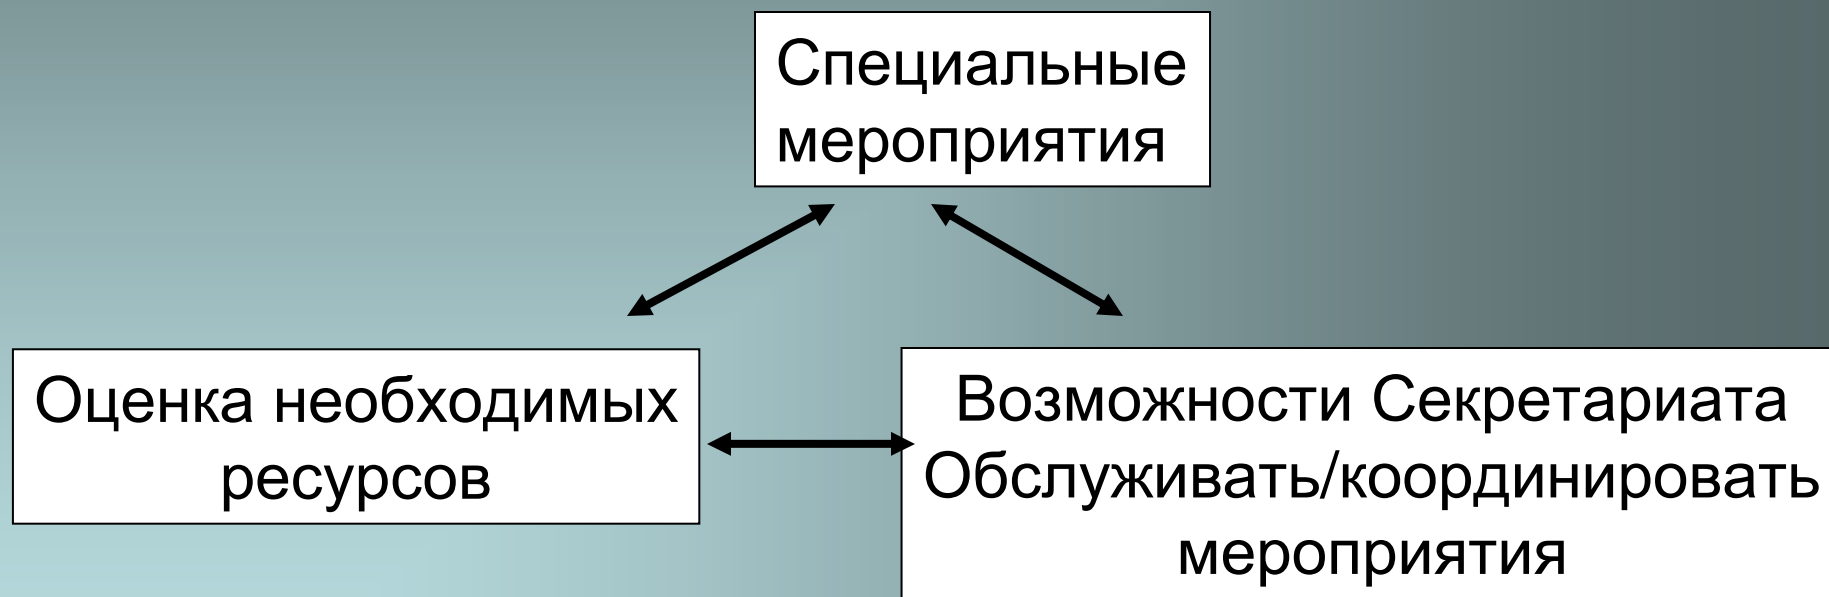 Специальные
мероприятия
Оценка необходимых
ресурсов
Возможности Секретариата
Обслуживать/координировать
мероприятия